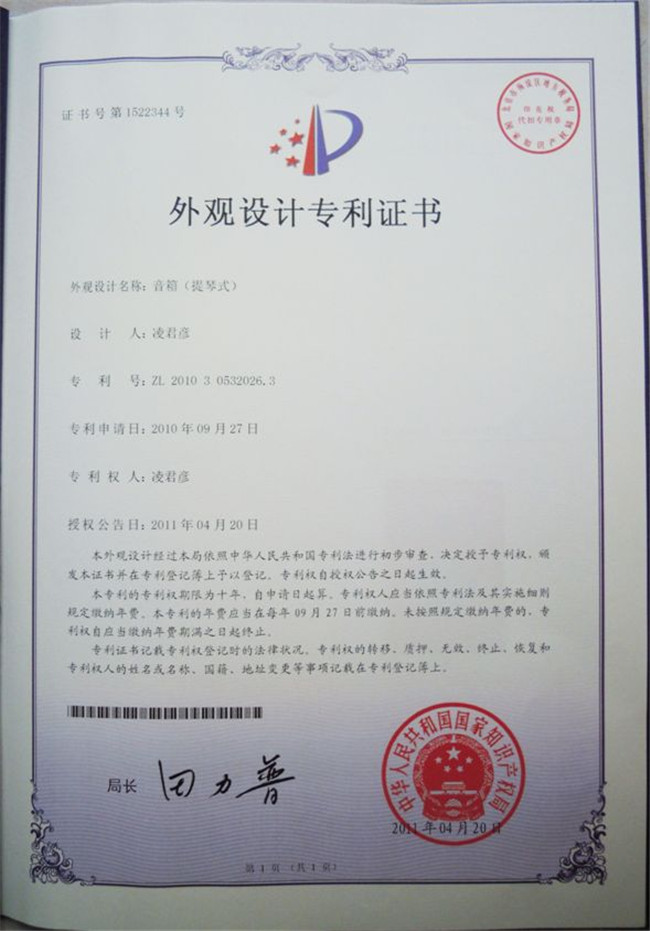 证书号第1522344号
印花税
代扣专用章
国家知识产权局
外观设计专利证书
外观设计名称：音箱（提琴式）
设计人：凌君彦
专利号：ZL 2010 3 0532026.3
专利申请日：2010年09月27日
专利权人：凌君彦
授权公告日：2011年04月20日
本外观设计经过本局依照中华人民共和国专利法进行初步审查，决定授予专利权，颁
发本证书并在专利登记簿上予以登记。专利权自授权公告之日起生效。
本专利的专利权期限为十年，自申请日起算。专利权人应当依照专利法及其实施细则
规定缴纳年费。本专利的年费应当在每年09月27日前缴纳。未按照规定缴纳年费的，专
利权自应当缴纳年费期满之日起终止。
专利证书记载专利权登记时的法律状况。专利权的转移、质押、无效、终止、恢复和
专利权人的姓名或名称、国籍、地址变更等事项记载在专利登记簿上。
局长 田力普
中华人民共和国国家知识产权局
2011年04月20日
第1页（共1页）